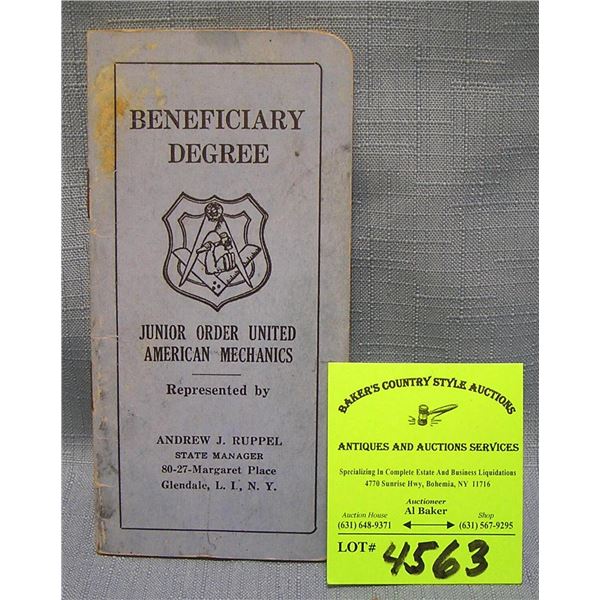 BENEFICIARY
DEGREE
JUNIOR ORDER UNITED
AMERICAN MECHANICS
Represented by
ANDREW J. RUPPEL
STATE MANAGER
80-27-Margaret Place
Glendale, L. I., N. Y.
BAKER'S COUNTRY STYLE AUCTIONS
ANTIQUES AND AUCTIONS SERVICES
Specializing In Complete Estate And Business Liquidations
4770 Sunrise Hwy, Bohemia, NY 11716
Auctioneer
Auction House Al Baker Shop
(631) 648-9371 (631) 567-9295
LOT# 4563